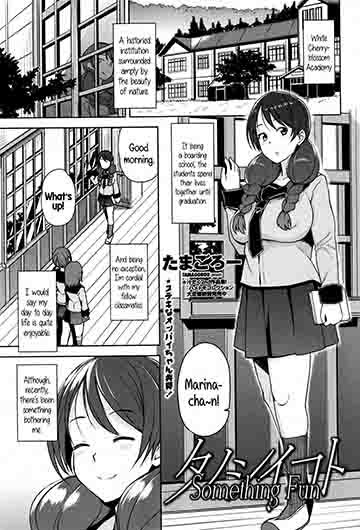 White
Cherry-
blossom
Academy
A historied
institution
surrounded
amply by
the beauty
of nature.
It being
a boarding
school, the
students spend
their lives
together until
graduation.
Good
morning.
What's
up!
And being
no exception,
I'm cordial with
my fellow
classmates.
I would
say my
day to day
life is quite
enjoyable.
たまごろー
TAMAGOROO
Marina-
cha~n!
Although,
recently,
there's been
something
bothering
me.
タノシイコト
Something Fun